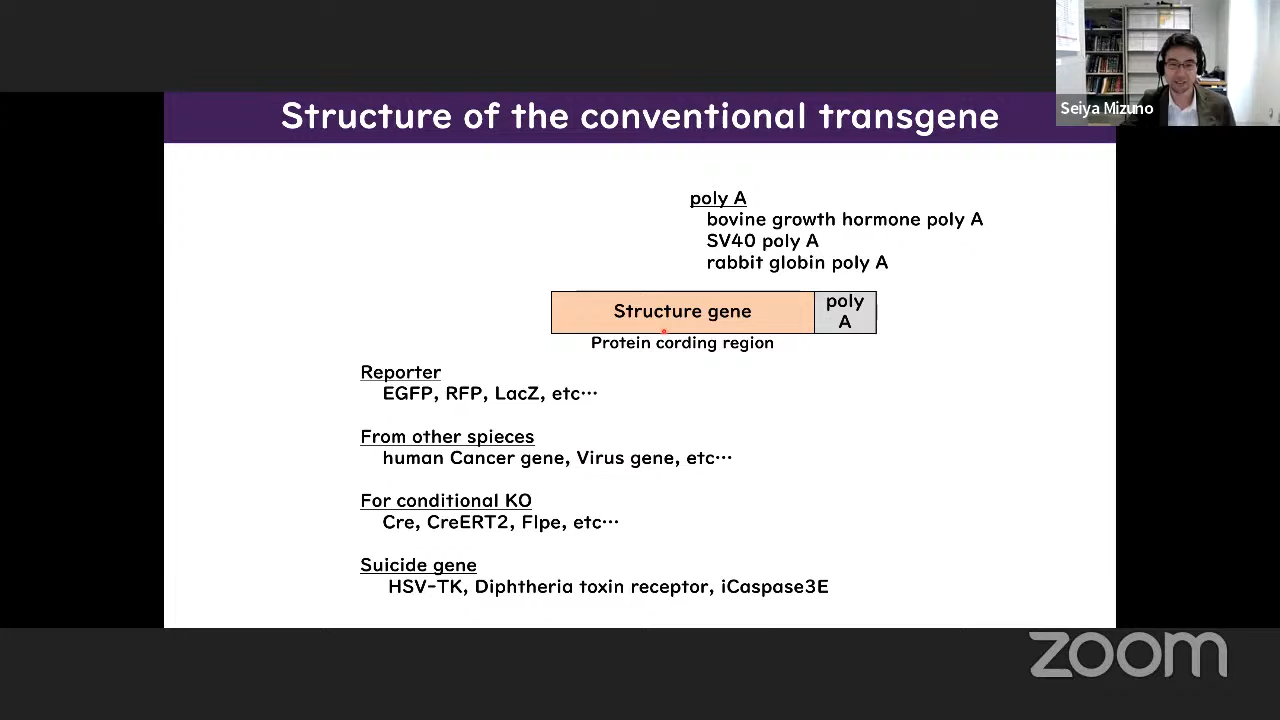 Seiya Mizuno
Structure of the conventional transgene
poly A
bovine growth hormone poly A
SV40 poly A
rabbit globin poly A
Structure gene
poly
A
Protein cording region
Reporter
EGFP, RFP, LacZ, etc…
From other spieces
human Cancer gene, Virus gene, etc…
For conditional KO
Cre, CreERT2, Flpe, etc…
Suicide gene
HSV-TK, Diphtheria toxin receptor, iCaspase3E
zoom